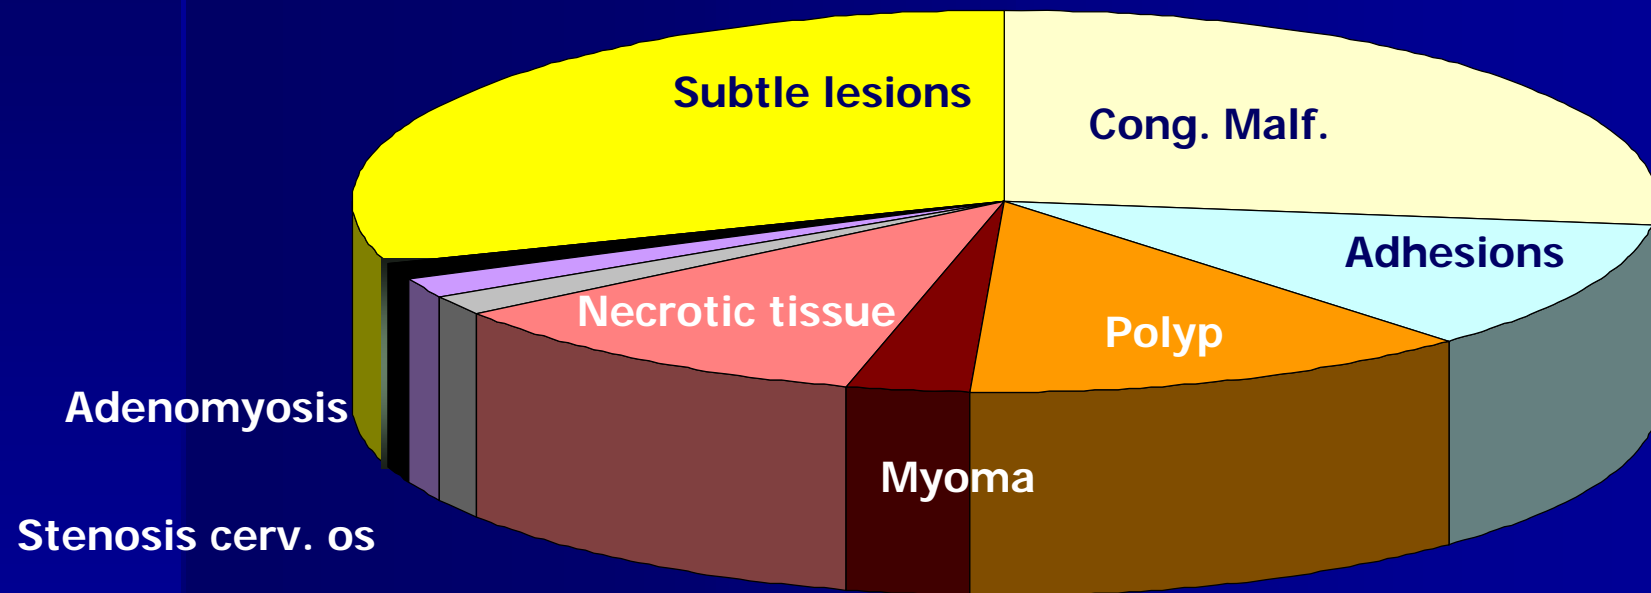 Subtle lesions
Cong. Malf.
Adhesions
Necrotic tissue
Polyp
Adenomyosis
Myoma
Stenosis cerv. os